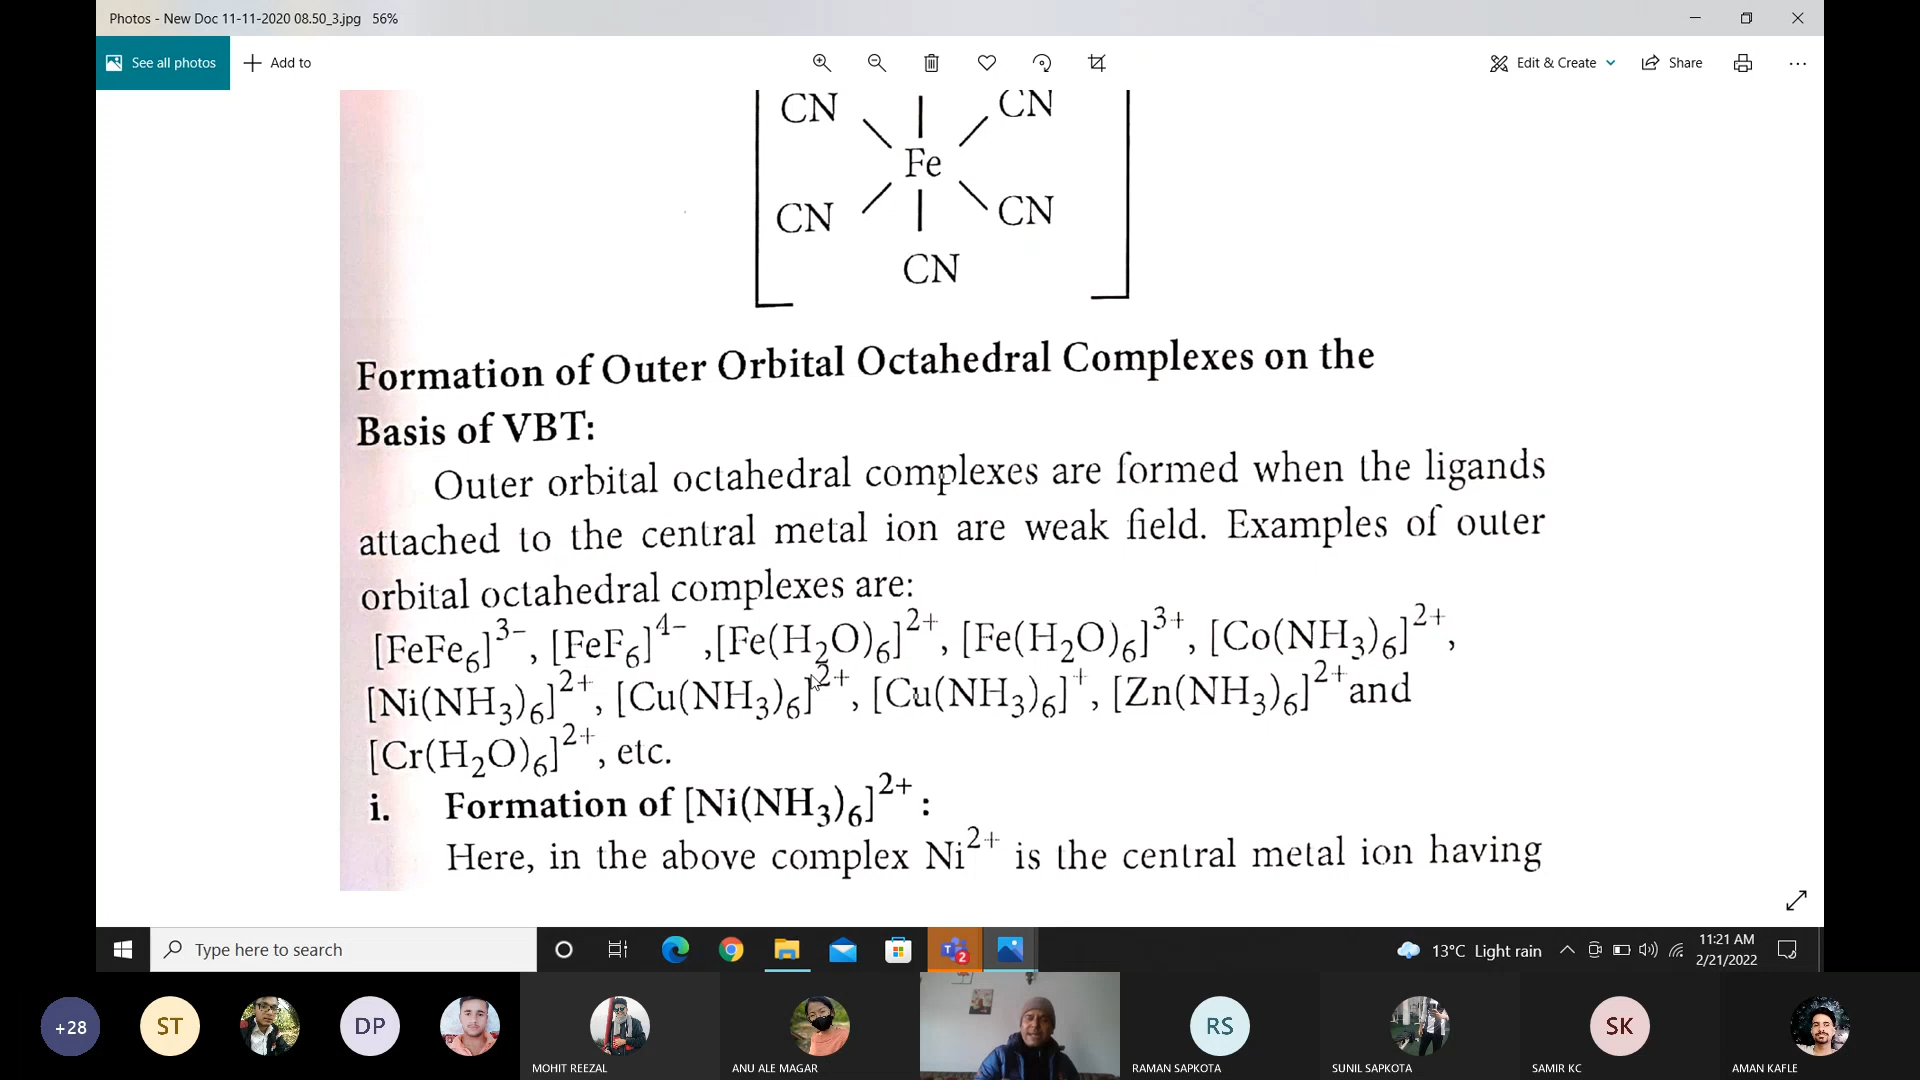 Photos - New Doc 11-11-2020 08.50_3.jpg 56%
See all photos
Add to
Edit & Create
Share
CN
CN
Fe
CN
CN
CN
Formation of Outer Orbital Octahedral Complexes on the
Basis of VBT:
Outer orbital octahedral complexes are formed when the ligands
attached to the central metal ion are weak field. Examples of outer
orbital octahedral complexes are:
[FeFe₆]³⁻, [FeF₆]⁴⁻ ,[Fe(H₂O)₆]²⁺, [Fe(H₂O)₆]³⁺, [Co(NH₃)₆]²⁺,
[Ni(NH₃)₆]²⁺, [Cu(NH₃)₆]²⁺, [Cu(NH₃)₆]⁺, [Zn(NH₃)₆]²⁺and
[Cr(H₂O)₆]²⁺, etc.
i. Formation of [Ni(NH₃)₆]²⁺ :
Here, in the above complex Ni²⁺ is the central metal ion having
Type here to search
2
13°C Light rain
11:21 AM
2/21/2022
+28
ST
DP
MOHIT REEZAL
ANU ALE MAGAR
RS
RAMAN SAPKOTA
SUNIL SAPKOTA
SK
SAMIR KC
AMAN KAFLE